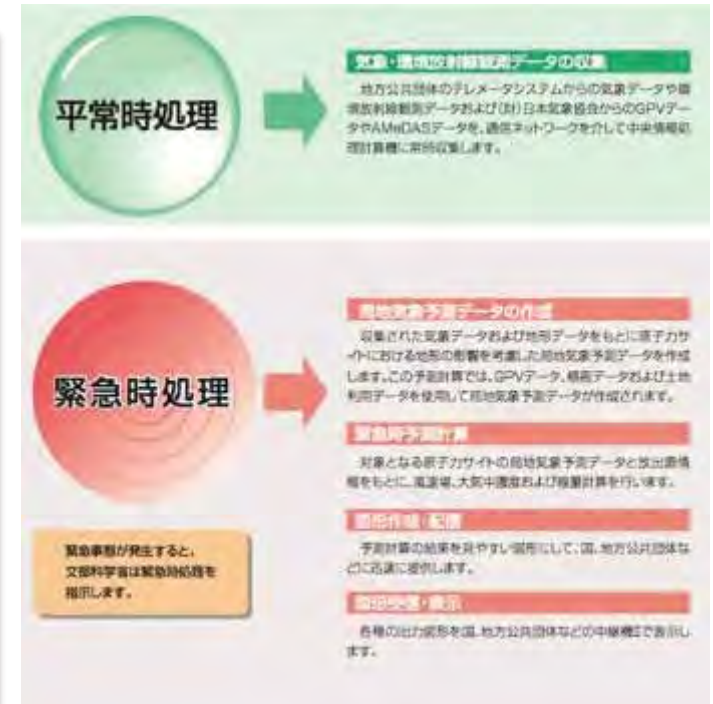 平常時処理
気象・環境放射線観測データの収集
地方公共団体のテレメータシステムからの気象データや環
境放射線観測データおよび(財)日本気象協会からのGPVデー
タやAMeDASデータを、通信ネットワークを介して中央情報処
理計算機に常時収集します。
緊急時処理
局地気象予測データの作成
収集された気象データおよび地形データをもとに原子力サ
イトにおける地形の影響を考慮した局地気象予測データを作成
します。この予測計算では、GPVデータ、標高データおよび土地
利用データを使用して局地気象予測データが作成されます。
緊急時予測計算
対象となる原子力サイトの局地気象予測データと放出源情
報をもとに、風速場、大気中濃度および線量計算を行います。
図形作成・配信
予測計算の結果を見やすい図形にして、国、地方公共団体な
どに迅速に提供します。
図形受信・表示
各種の出力図形を国、地方公共団体などの中継機Ⅱで表示し
ます。
緊急事態が発生すると、
文部科学省は緊急時処理を
指示します。